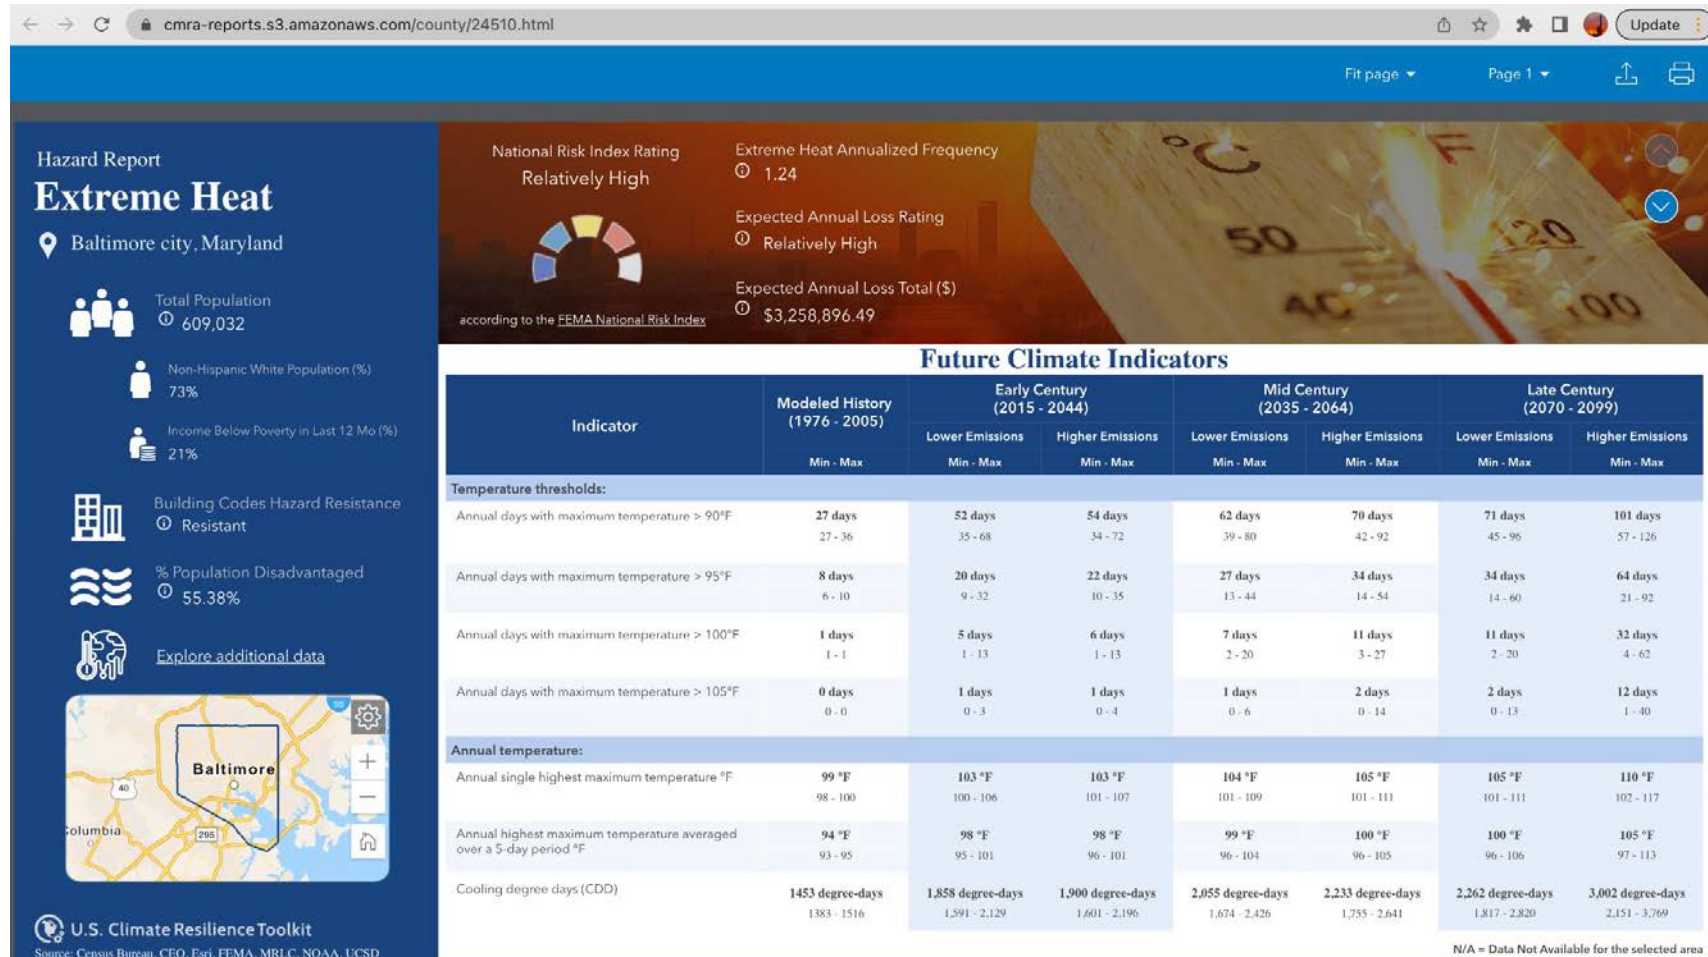 cmra-reports.s3.amazonaws.com/county/24510.html
Update
Fit page
Page 1
Hazard Report
Extreme Heat
Baltimore city, Maryland
Total Population
609,032
Non-Hispanic White Population (%)
73%
Income Below Poverty in Last 12 Mo (%)
21%
Building Codes Hazard Resistance
Resistant
% Population Disadvantaged
55.38%
Explore additional data
Baltimore
40
295
Columbia
U.S. Climate Resilience Toolkit
Source: Census Bureau, CEQ, Esri, FEMA, MRLC, NOAA, UCSD
National Risk Index Rating
Relatively High
according to the FEMA National Risk Index
Extreme Heat Annualized Frequency
1.24
Expected Annual Loss Rating
Relatively High
Expected Annual Loss Total ($)
$3,258,896.49
°C
F
50
40
120
100
Future Climate Indicators
Indicator
Modeled History
(1976 - 2005)
Early Century
(2015 - 2044)
Mid Century
(2035 - 2064)
Late Century
(2070 - 2099)
Lower Emissions Higher Emissions Lower Emissions Higher Emissions Lower Emissions Higher Emissions
Min - Max Min - Max Min - Max Min - Max Min - Max Min - Max Min - Max
Temperature thresholds:
Annual days with maximum temperature > 90°F 27 days 52 days 54 days 62 days 70 days 71 days 101 days
27 - 36 35 - 68 34 - 72 39 - 80 42 - 92 45 - 96 57 - 126
Annual days with maximum temperature > 95°F 8 days 20 days 22 days 27 days 34 days 34 days 64 days
6 - 10 9 - 32 10 - 35 13 - 44 14 - 54 14 - 60 21 - 92
Annual days with maximum temperature > 100°F 1 days 5 days 6 days 7 days 11 days 11 days 32 days
1 - 1 1 - 13 1 - 13 2 - 20 3 - 27 2 - 20 4 - 62
Annual days with maximum temperature > 105°F 0 days 1 days 1 days 1 days 2 days 2 days 12 days
0 - 0 0 - 3 0 - 4 0 - 6 0 - 14 0 - 13 1 - 40
Annual temperature:
Annual single highest maximum temperature °F 99 °F 103 °F 103 °F 104 °F 105 °F 105 °F 110 °F
98 - 100 100 - 106 101 - 107 101 - 109 101 - 111 101 - 111 102 - 117
Annual highest maximum temperature averaged 94 °F 98 °F 98 °F 99 °F 100 °F 100 °F 105 °F
over a 5-day period °F 93 - 95 95 - 101 96 - 101 96 - 104 96 - 105 96 - 106 97 - 113
Cooling degree days (CDD) 1453 degree-days 1,858 degree-days 1,900 degree-days 2,055 degree-days 2,233 degree-days 2,262 degree-days 3,002 degree-days
1383 - 1516 1,591 - 2,129 1,601 - 2,196 1,674 - 2,426 1,755 - 2,641 1,817 - 2,820 2,151 - 3,769
N/A = Data Not Available for the selected area